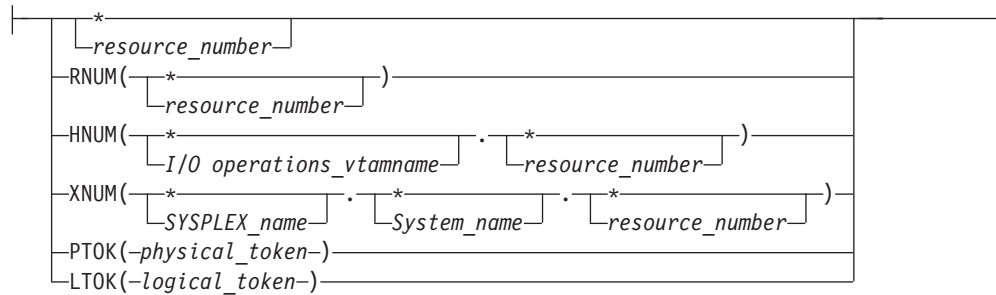 *
resource_number
RNUM( * )
resource_number
HNUM( * . * )
I/O operations_vtamname resource_number
XNUM( * . * . * )
SYSPLEX_name System_name resource_number
PTOK( physical_token )
LTOK( logical_token )